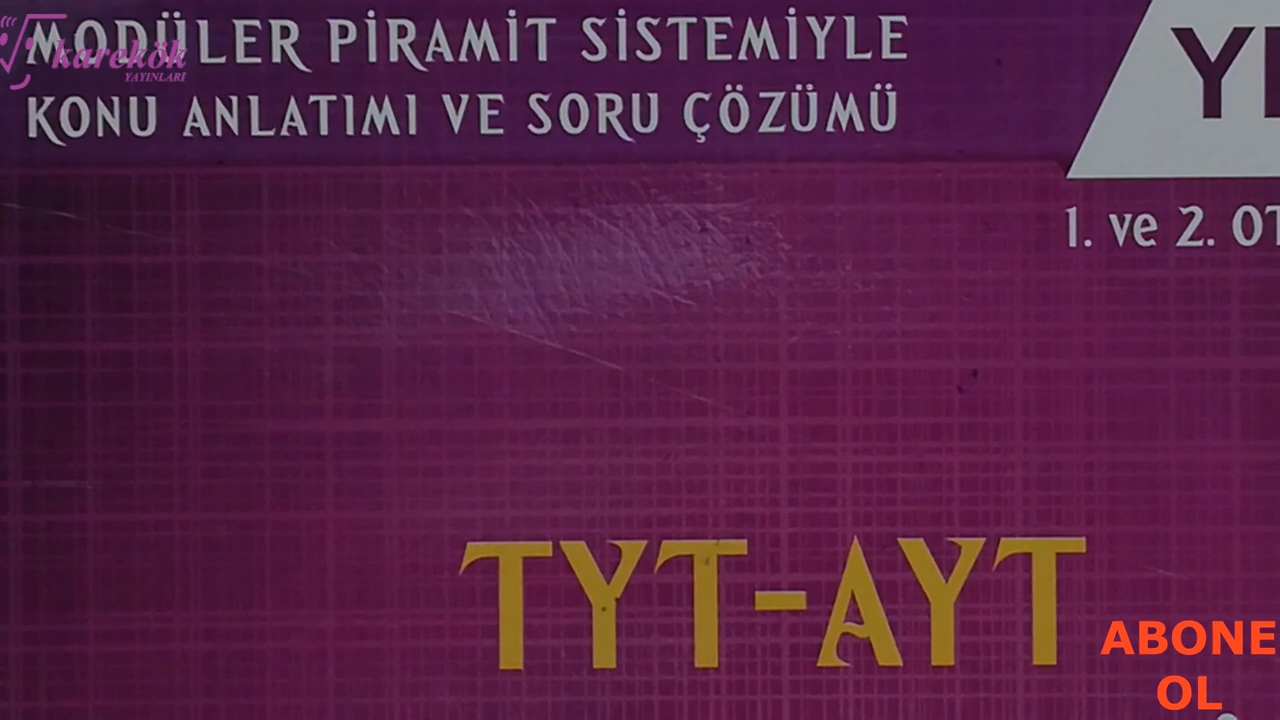 MODÜLER PİRAMİT SİSTEMİYLE
KONU ANLATIMI VE SORU ÇÖZÜMÜ
karekök
YAYINLARI
1. ve 2.
TYT-AYT
ABONE
OL